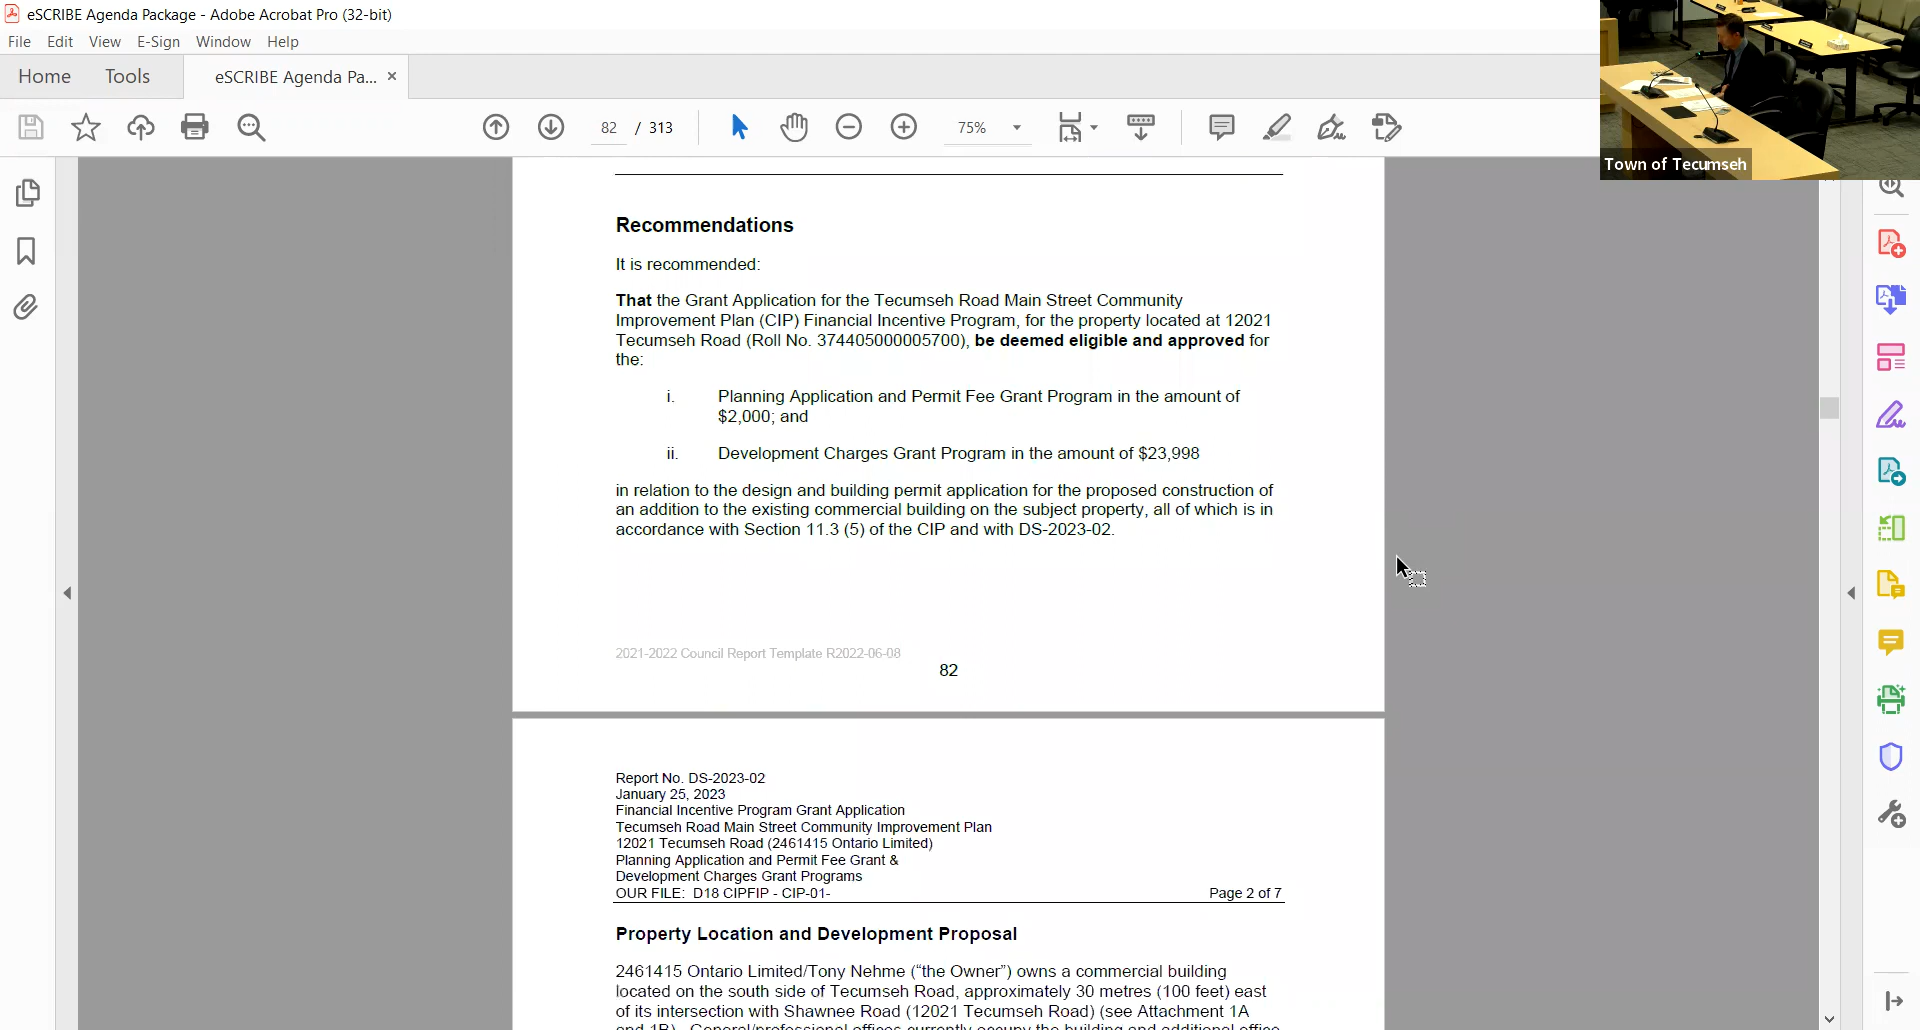 eSCRIBE Agenda Package - Adobe Acrobat Pro (32-bit)
File Edit View E-Sign Window Help
Home Tools eSCRIBE Agenda Pa... ×
82 / 313 75%
Town of Tecumseh
Recommendations
It is recommended:
That the Grant Application for the Tecumseh Road Main Street Community
Improvement Plan (CIP) Financial Incentive Program, for the property located at 12021
Tecumseh Road (Roll No. 374405000005700), be deemed eligible and approved for
the:
i. Planning Application and Permit Fee Grant Program in the amount of
$2,000; and
ii. Development Charges Grant Program in the amount of $23,998
in relation to the design and building permit application for the proposed construction of
an addition to the existing commercial building on the subject property, all of which is in
accordance with Section 11.3 (5) of the CIP and with DS-2023-02.
2021-2022 Council Report Template R2022-06-08
82
Report No. DS-2023-02
January 25, 2023
Financial Incentive Program Grant Application
Tecumseh Road Main Street Community Improvement Plan
12021 Tecumseh Road (2461415 Ontario Limited)
Planning Application and Permit Fee Grant &
Development Charges Grant Programs
OUR FILE: D18 CIPFIP - CIP-01- Page 2 of 7
Property Location and Development Proposal
2461415 Ontario Limited/Tony Nehme (“the Owner”) owns a commercial building
located on the south side of Tecumseh Road, approximately 30 metres (100 feet) east
of its intersection with Shawnee Road (12021 Tecumseh Road) (see Attachment 1A
and 1B). General/professional offices currently occupy the building and additional office